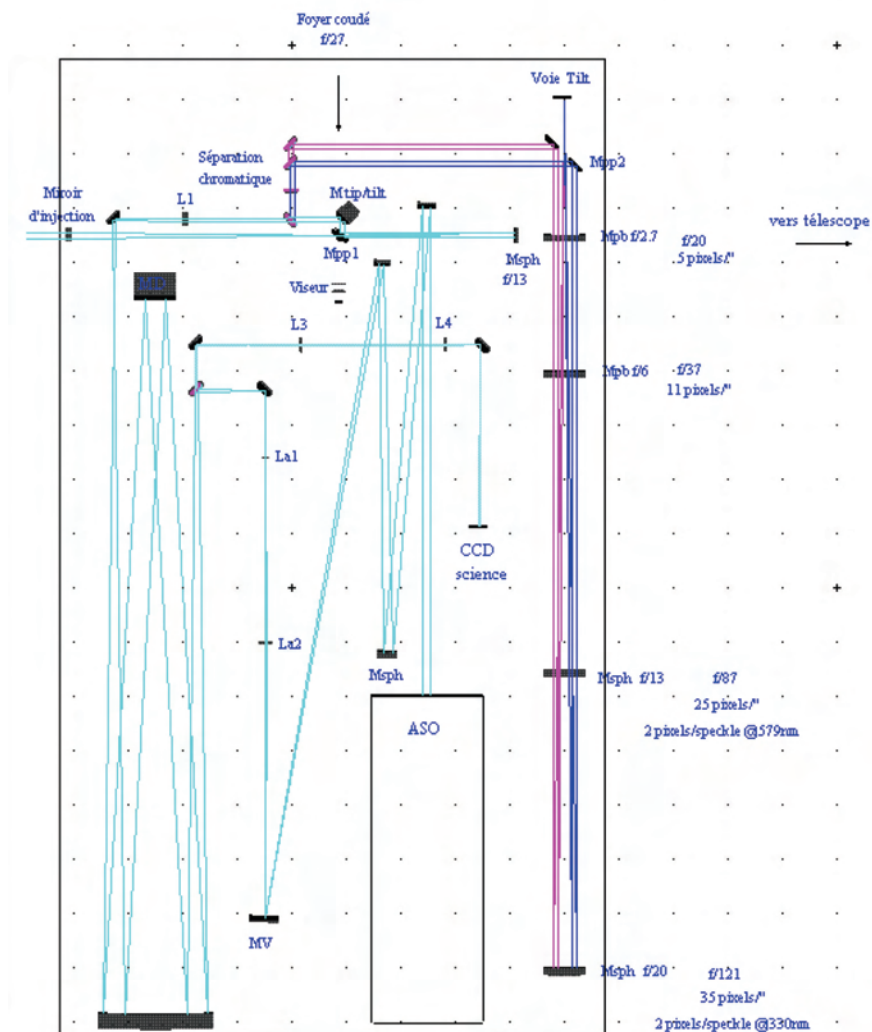 Foyer coudé
f/27
Voie Tilt
Séparation
chromatique
Mtip/tilt
Mpp2
Miroir
d'injection
L1
vers télescope
Mpp1
Msph
f/13
Mpb f/2.7
f/20
.5 pixels/"
Viseur
L3
L4
Mpb f/6
f/37
11 pixels/"
La1
CCD
science
La2
Msph
Msph f/13
f/87
25 pixels/"
2 pixels/speckle @579nm
ASO
MV
Msph f/20
f/121
35 pixels/"
2 pixels/speckle @330nm